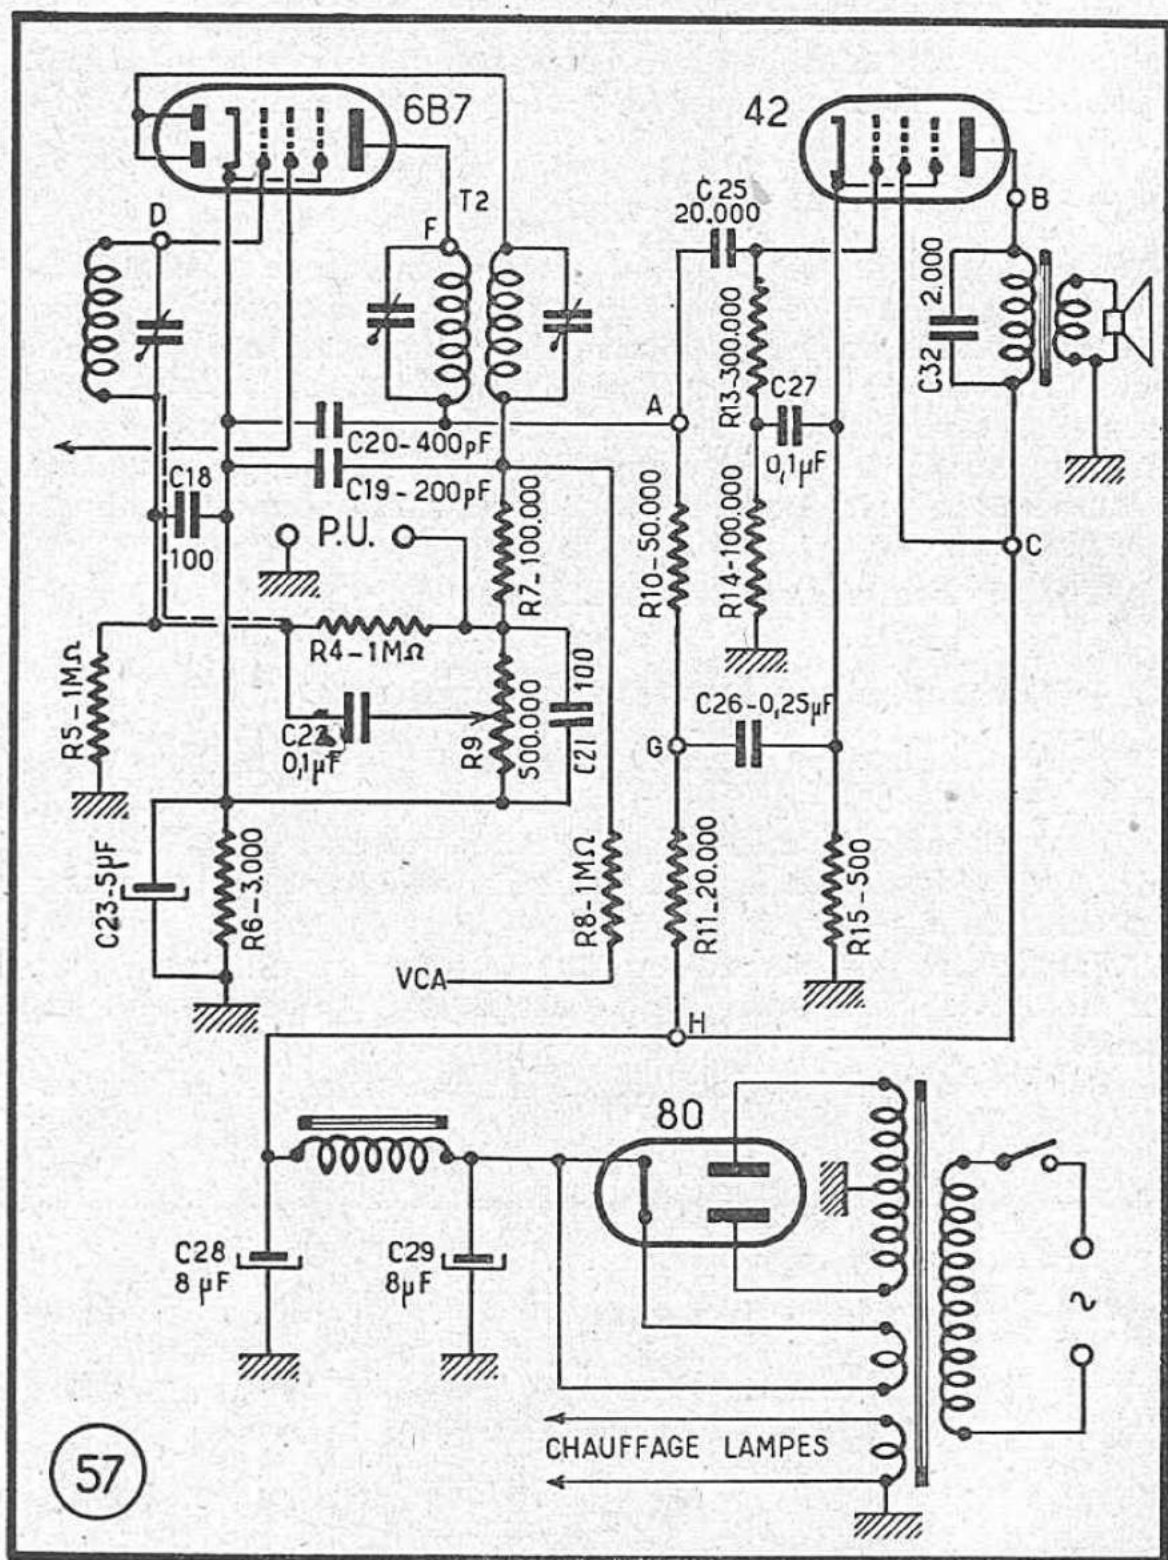 6B7
42
D
T2
F
C25
20.000
B
C32 2.000
R13-300.000
C27
0,1µF
A
C20-400pF
C19-200pF
C18
100
P.U.
R7-100.000
R10-50.000
R14-100.000
C
R4-1MΩ
R5-1MΩ
C22
0,1µF
R9
500.000
C21 100
C26-0,25µF
G
C23-5µF
R6-3.000
R8-1MΩ
R11-20.000
R15-500
VCA
H
80
C28
8 µF
C29
8µF
~
CHAUFFAGE LAMPES
57